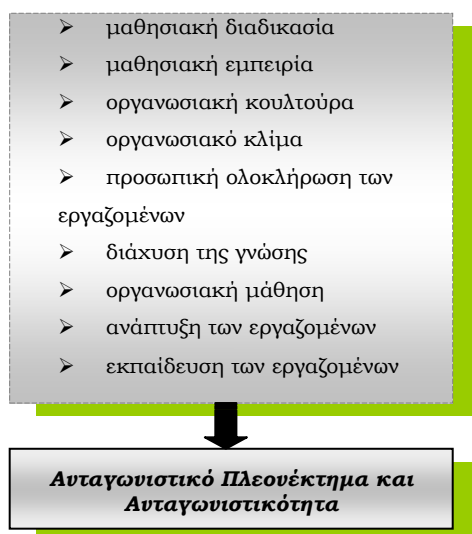 ➢ μαθησιακή διαδικασία
➢ μαθησιακή εμπειρία
➢ οργανωσιακή κουλτούρα
➢ οργανωσιακό κλίμα
➢ προσωπική ολοκλήρωση των
εργαζομένων
➢ διάχυση της γνώσης
➢ οργανωσιακή μάθηση
➢ ανάπτυξη των εργαζομένων
➢ εκπαίδευση των εργαζομένων
Ανταγωνιστικό Πλεονέκτημα και
Ανταγωνιστικότητα